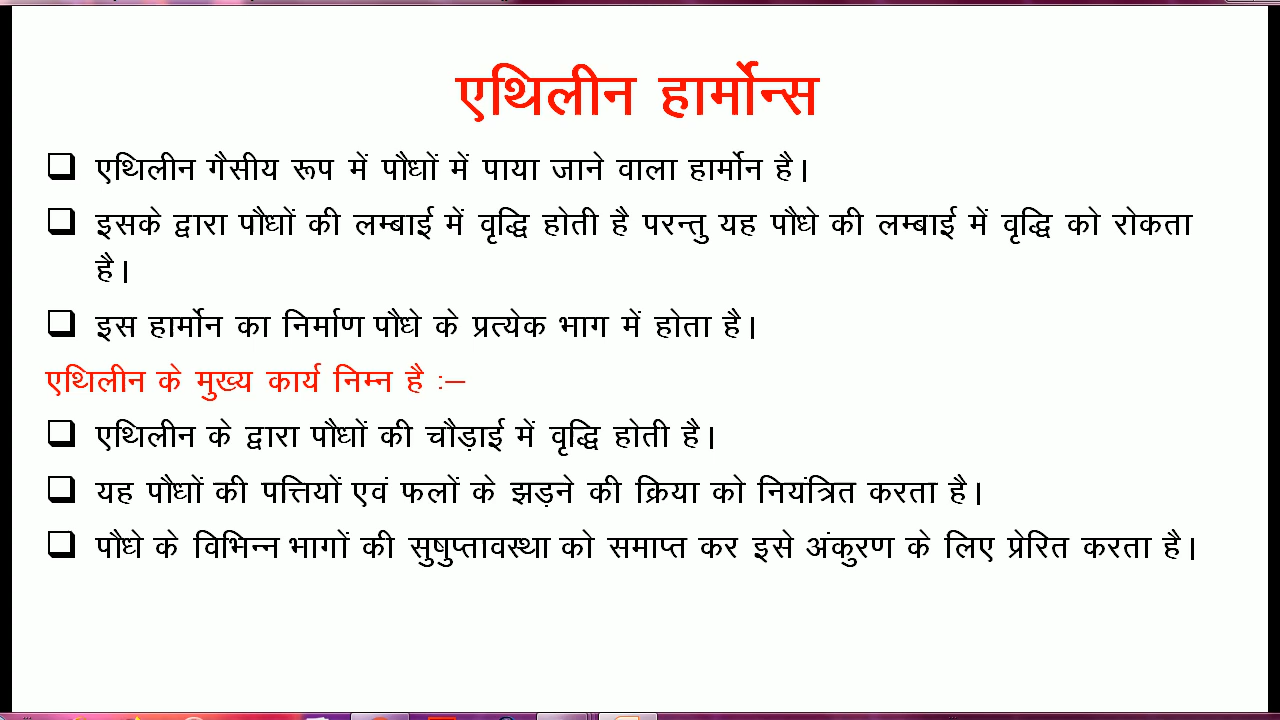 एथिलीन हार्मोन्स
❑ एथिलीन गैसीय रूप में पौधों में पाया जाने वाला हार्मोन है।
❑ इसके द्वारा पौधों की लम्बाई में वृद्धि होती है परन्तु यह पौधे की लम्बाई में वृद्धि को रोकता
है।
❑ इस हार्मोन का निर्माण पौधे के प्रत्येक भाग में होता है।
एथिलीन के मुख्य कार्य निम्न है :–
❑ एथिलीन के द्वारा पौधों की चौड़ाई में वृद्धि होती है।
❑ यह पौधों की पत्तियों एवं फलों के झड़ने की क्रिया को नियंत्रित करता है।
❑ पौधे के विभिन्न भागों की सुषुप्तावस्था को समाप्त कर इसे अंकुरण के लिए प्रेरित करता है।